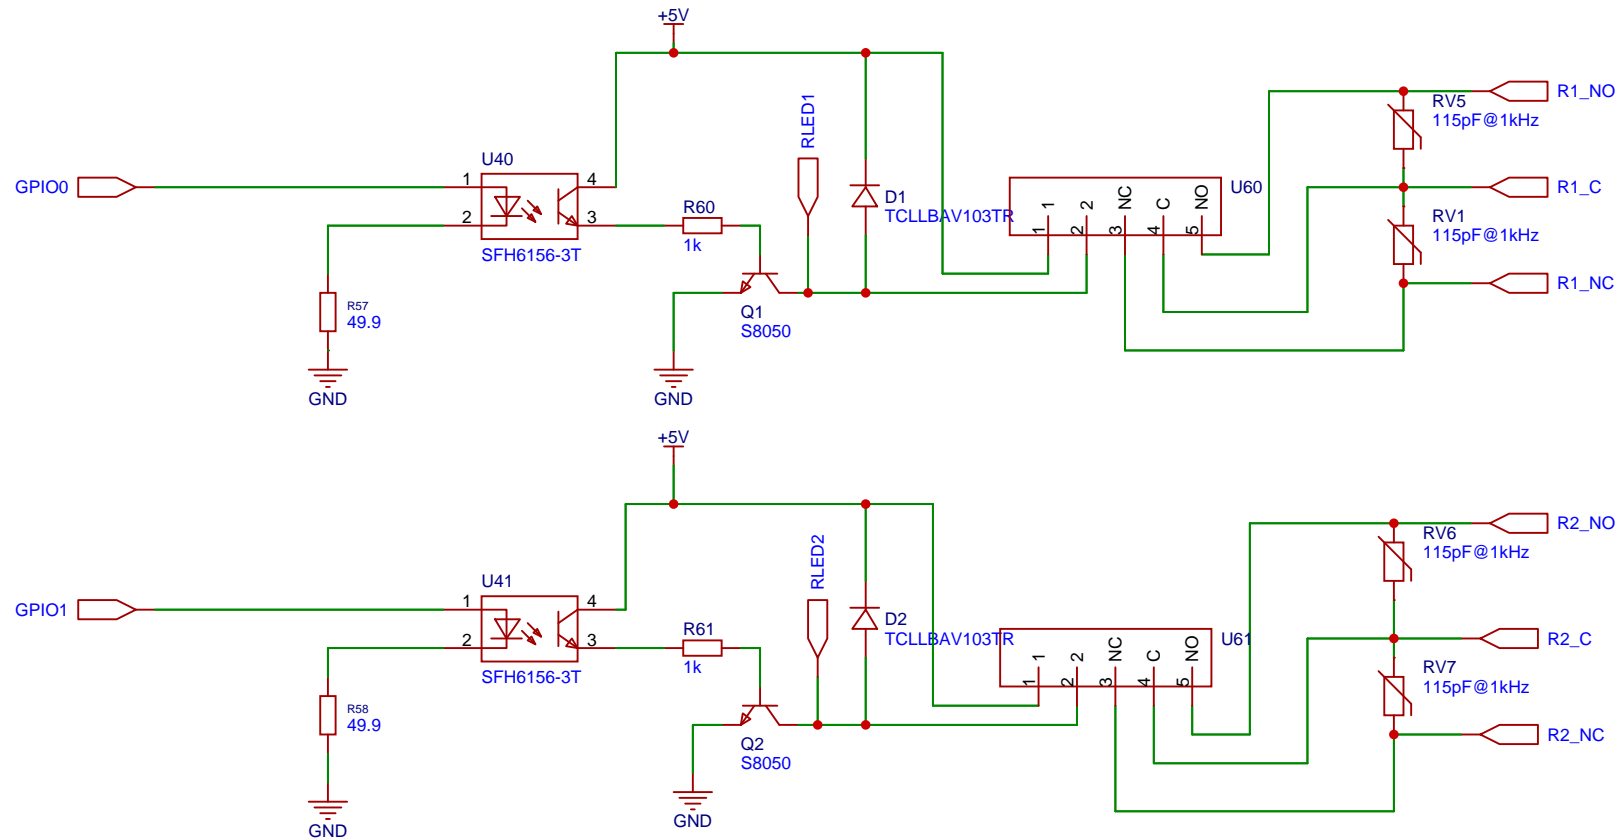 +5V
RLED1
R1_NO
RV5
115pF@1kHz
U40
GPIO0
1
4
2
3
SFH6156-3T
R60
1k
D1
TCLLBAV103TR
1
2
NC
C
NO
1
2
3
4
5
U60
R1_C
RV1
115pF@1kHz
R1_NC
R57
49.9
Q1
S8050
GND
GND
+5V
RLED2
R2_NO
RV6
115pF@1kHz
U41
GPIO1
1
4
2
3
SFH6156-3T
R61
1k
D2
TCLLBAV103TR
1
2
NC
C
NO
1
2
3
4
5
U61
R2_C
RV7
115pF@1kHz
R2_NC
R58
49.9
Q2
S8050
GND
GND